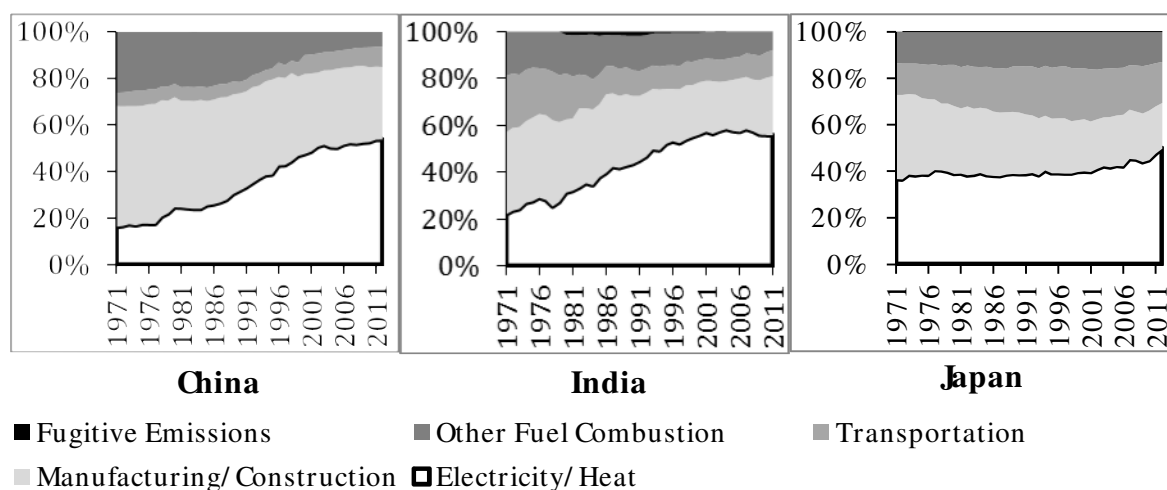 100% 100% 100%
80% 80% 80%
60% 60% 60%
40% 40% 40%
20% 20% 20%
0% 0% 0%
1971 1976 1981 1986 1991 1996 2001 2006 2011 1971 1976 1981 1986 1991 1996 2001 2006 2011 1971 1976 1981 1986 1991 1996 2001 2006 2011
China India Japan
Fugitive Emissions Other Fuel Combustion Transportation
Manufacturing/Construction Electricity/Heat